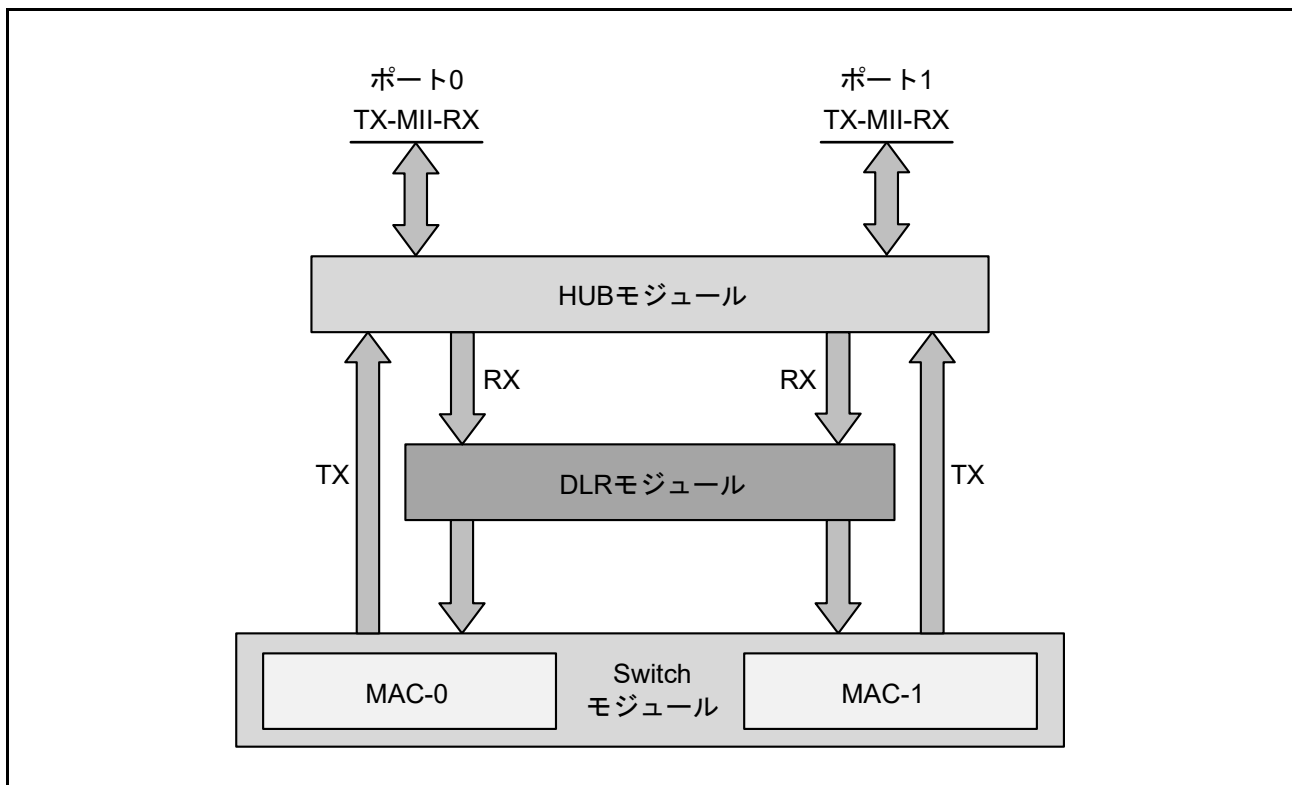 ポート0
TX-MII-RX
ポート1
TX-MII-RX
HUBモジュール
RX
RX
TX
DLRモジュール
TX
MAC-0
Switch
モジュール
MAC-1